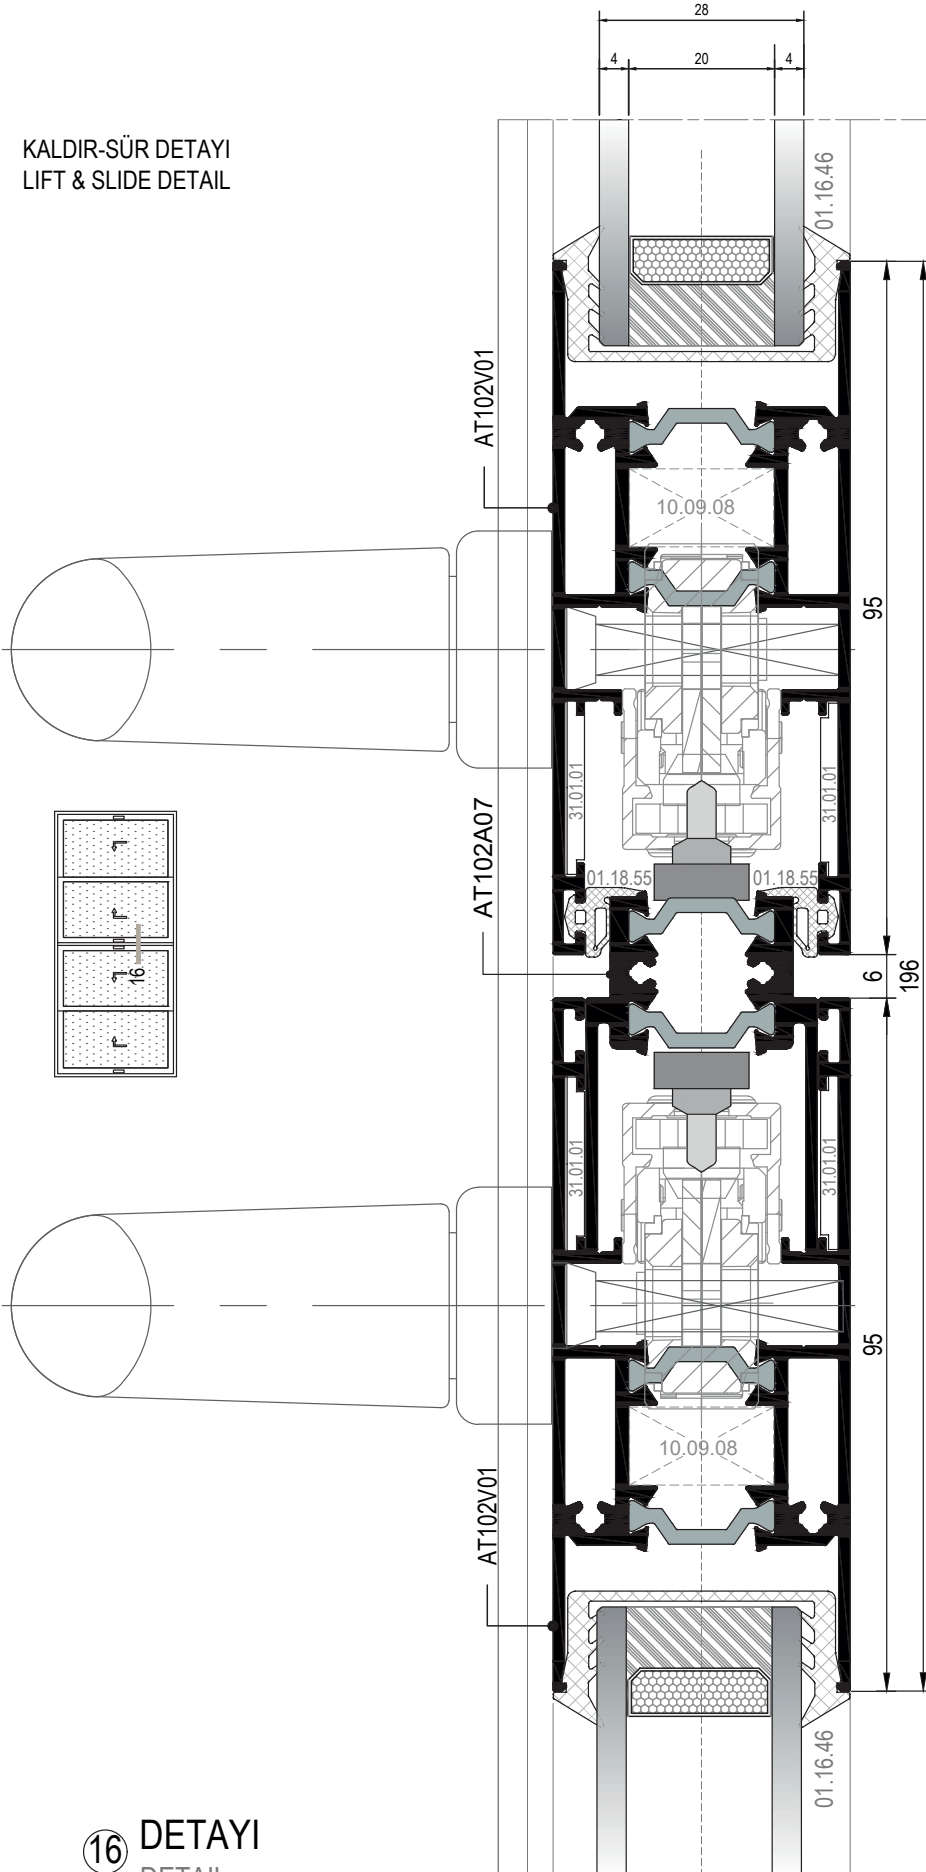 28
4
20
4
KALDIR-SÜR DETAYI
LIFT & SLIDE DETAIL
01.16.46
AT102V01
10.09.08
95
31.01.01
31.01.01
AT102A07
01.18.55
01.18.55
16
6
196
31.01.01
31.01.01
95
10.09.08
AT102V01
01.16.46
16
DETAYI
DETAIL